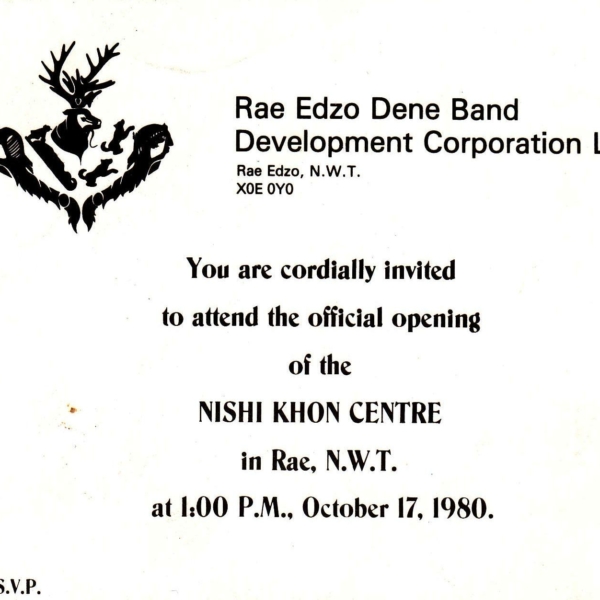 Rae Edzo Dene Band
Development Corporation L
Rae Edzo, N.W.T.
X0E 0Y0
You are cordially invited
to attend the official opening
of the
NISHI KHON CENTRE
in Rae, N.W.T.
at 1:00 P.M., October 17, 1980.
S.V.P.